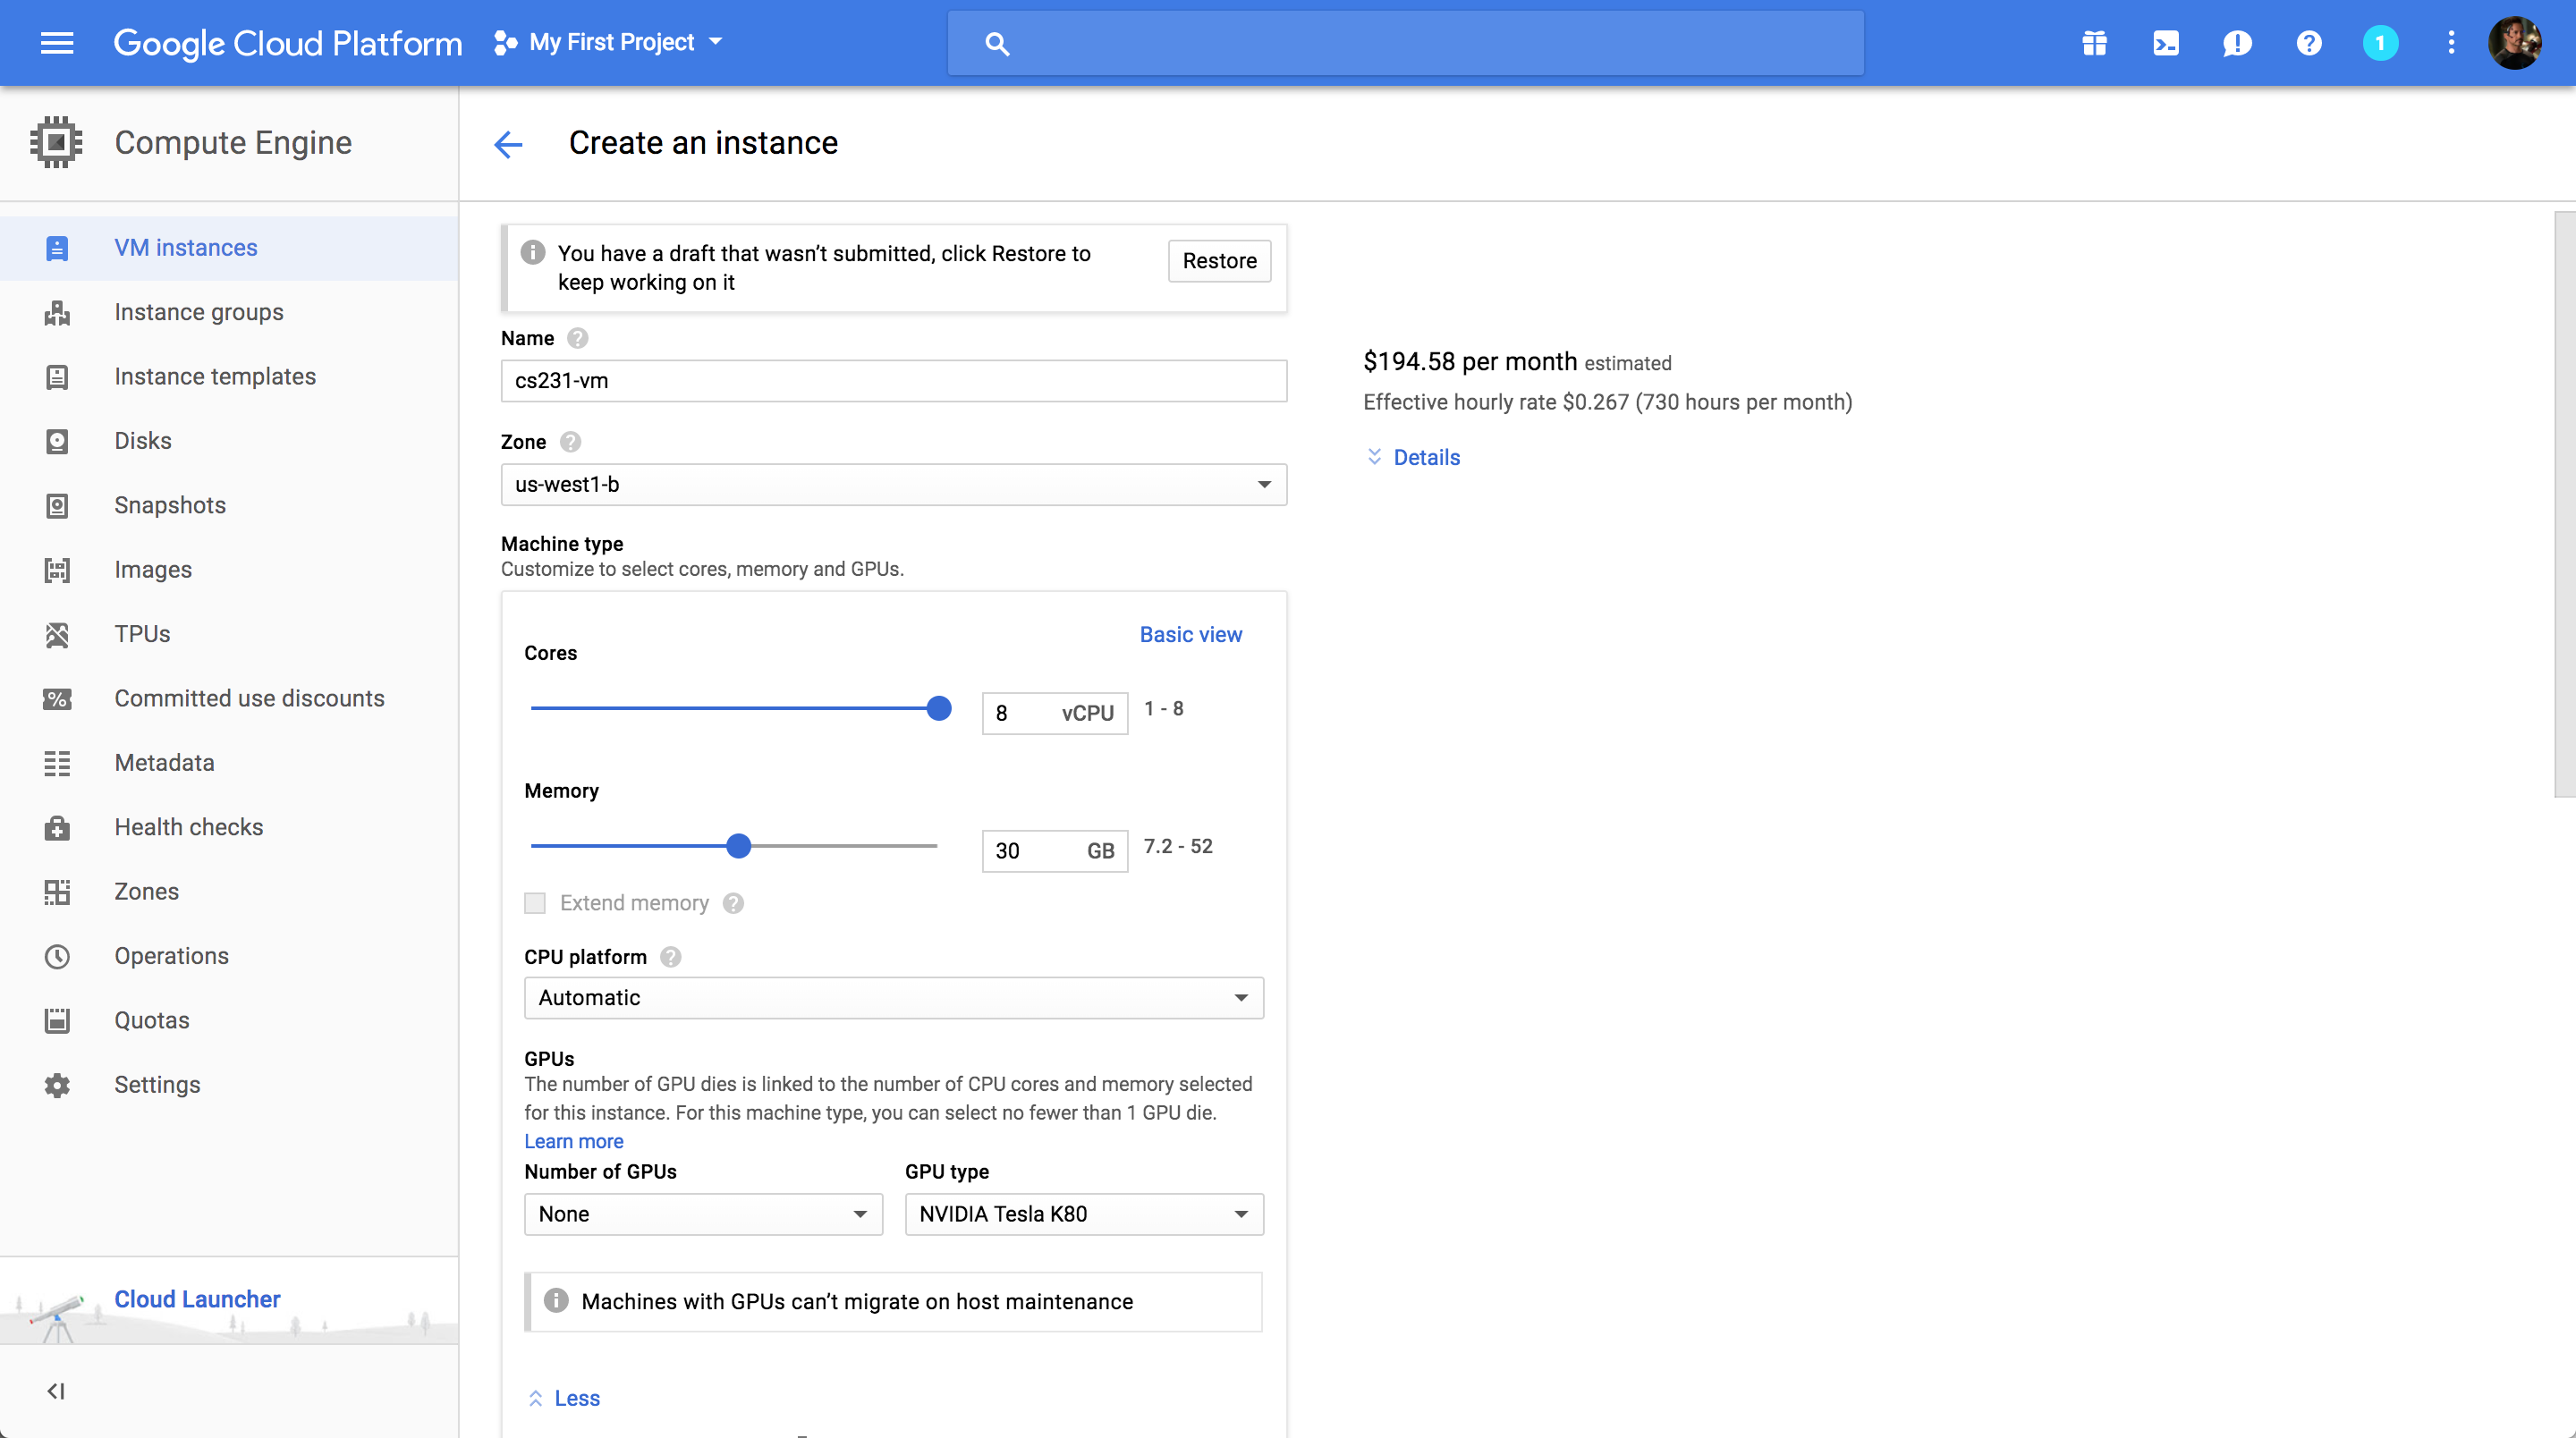 Google Cloud Platform
My First Project
1
Compute Engine
Create an instance
VM instances
Instance groups
Instance templates
Disks
Snapshots
Images
TPUs
Committed use discounts
Metadata
Health checks
Zones
Operations
Quotas
Settings
Cloud Launcher
You have a draft that wasn’t submitted, click Restore to
keep working on it
Restore
Name
cs231-vm
Zone
us-west1-b
Machine type
Customize to select cores, memory and GPUs.
Basic view
Cores
8 vCPU 1 - 8
Memory
30 GB 7.2 - 52
Extend memory
CPU platform
Automatic
GPUs
The number of GPU dies is linked to the number of CPU cores and memory selected
for this instance. For this machine type, you can select no fewer than 1 GPU die.
Learn more
Number of GPUs GPU type
None NVIDIA Tesla K80
Machines with GPUs can’t migrate on host maintenance
Less
$194.58 per month estimated
Effective hourly rate $0.267 (730 hours per month)
Details